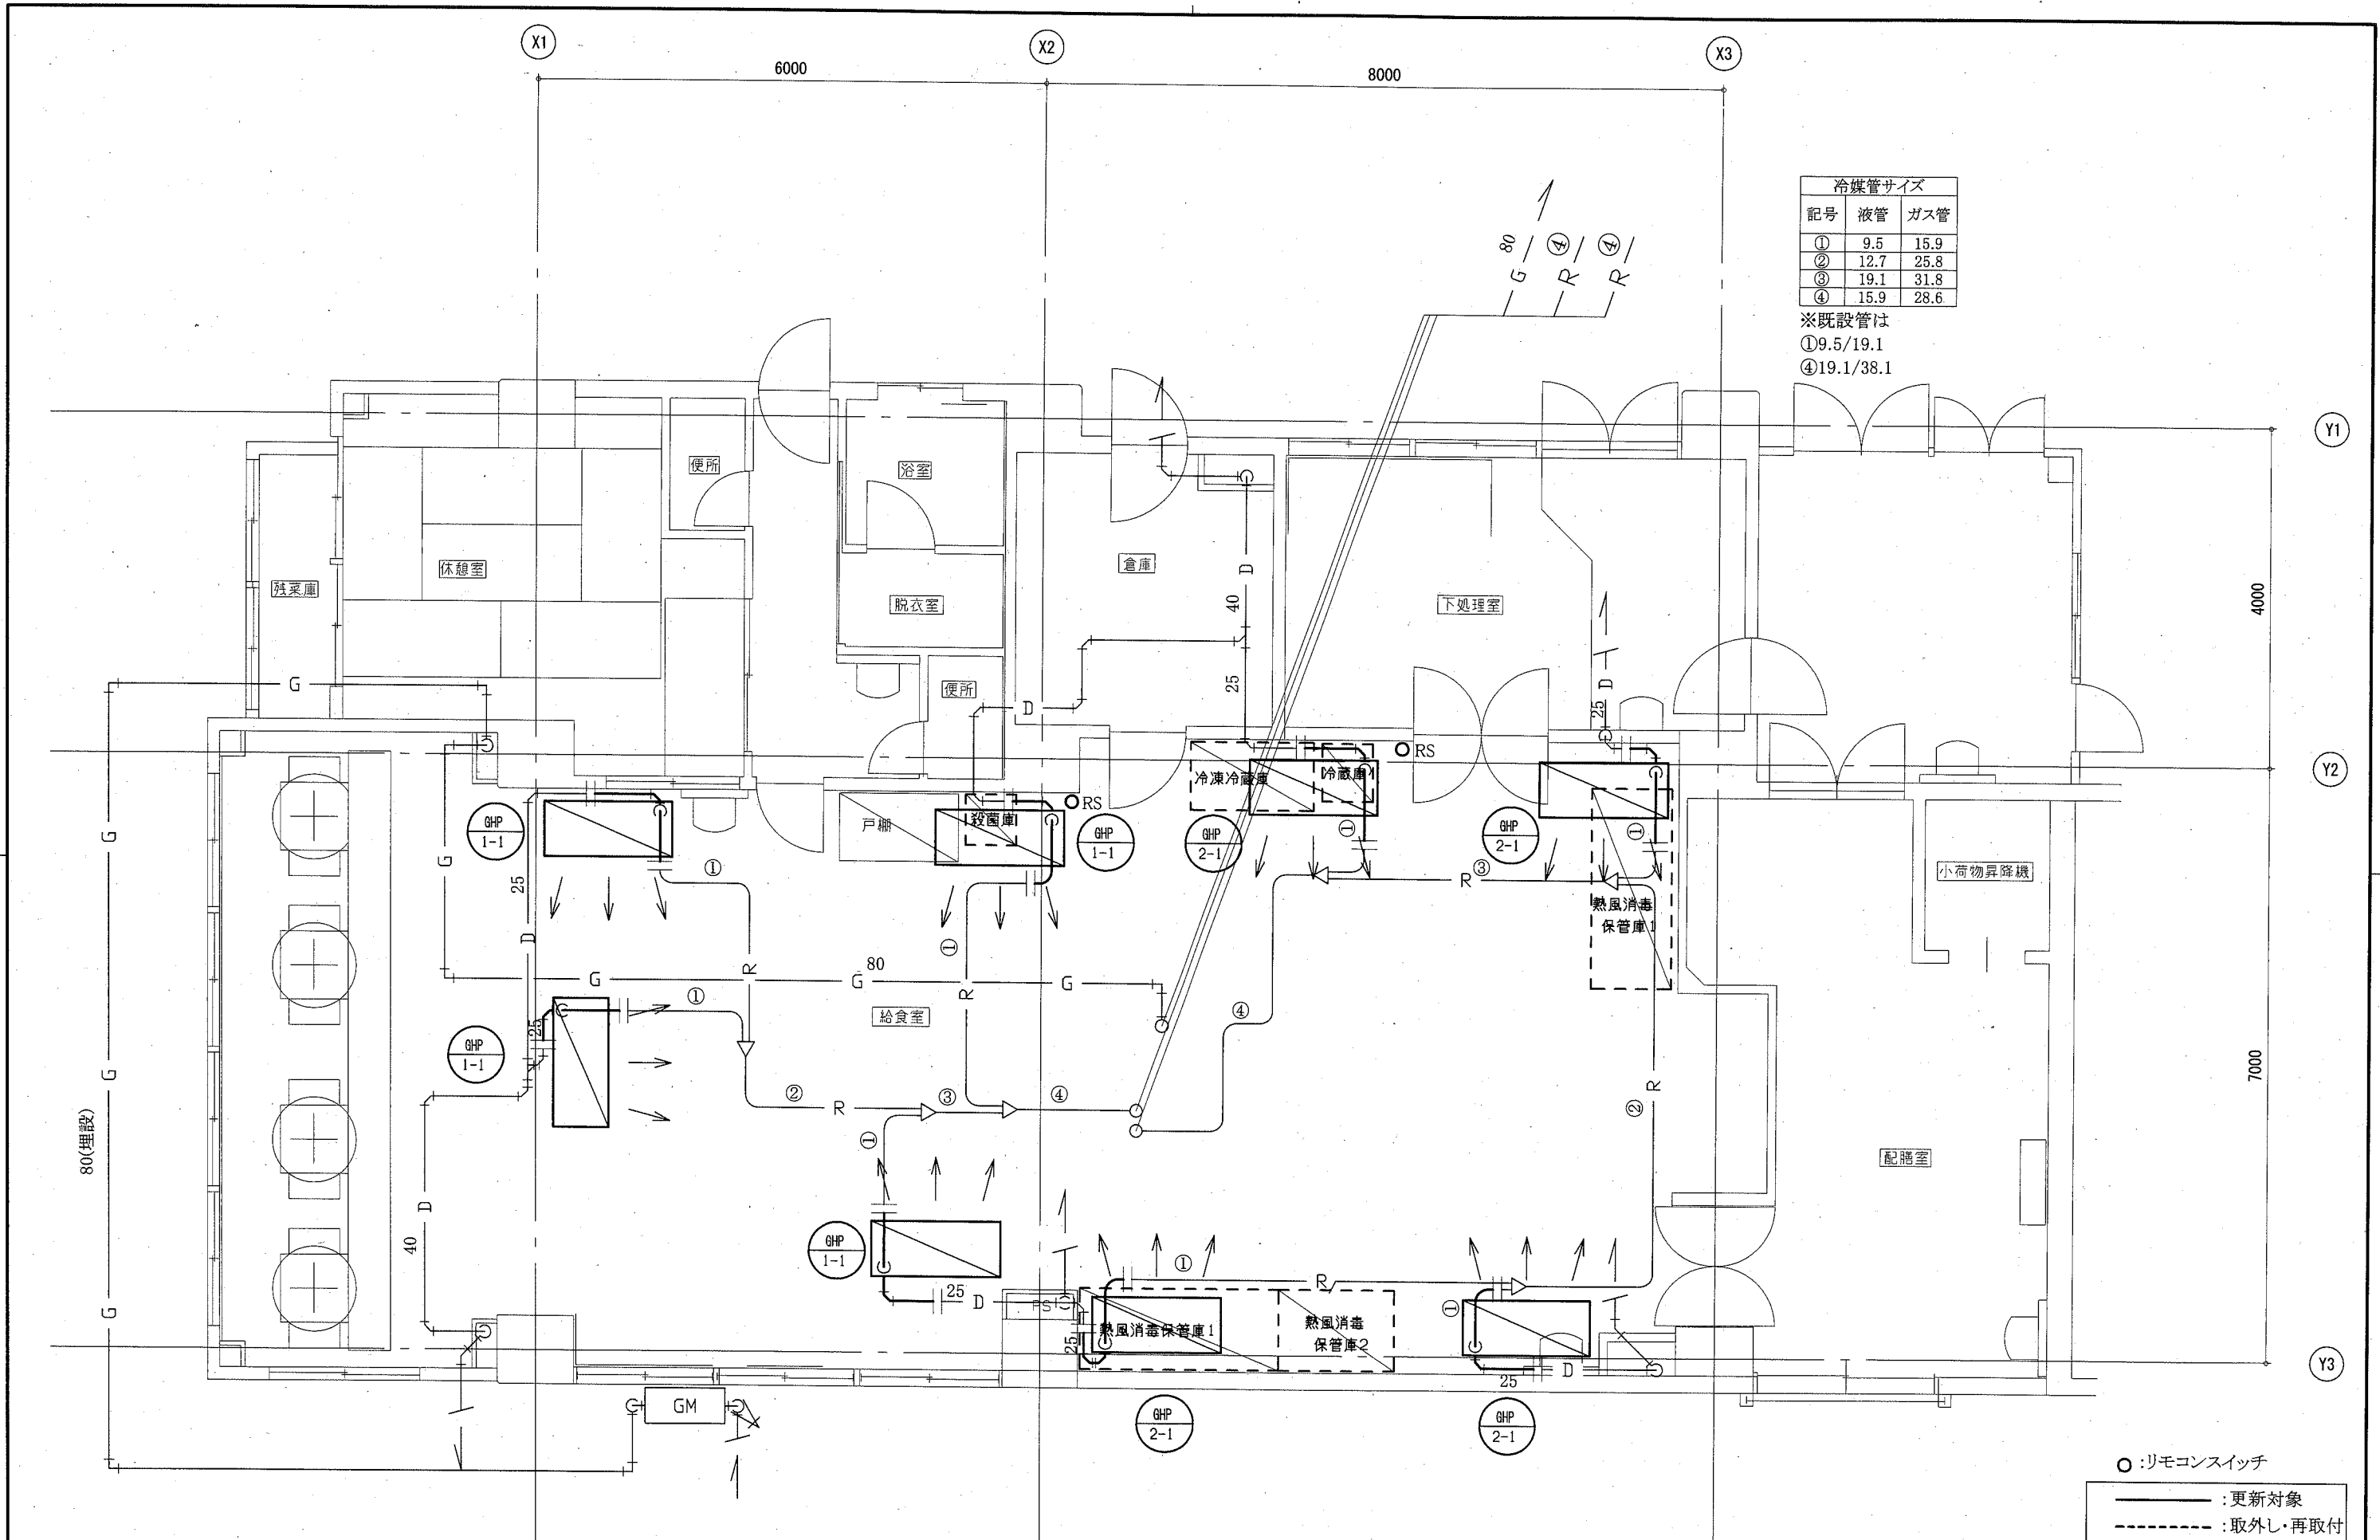 X1
X2
X3
6000
8000
冷媒管サイズ
記号 液管 ガス管
① 9.5 15.9
② 12.7 25.8
③ 19.1 31.8
④ 15.9 28.6
※既設管は
①9.5/19.1
④19.1/38.1
G 80
R ④
R ④
Y1
便所
浴室
残菜庫
休憩室
脱衣室
倉庫
D
40
25
下処理室
D
25
4000
G
便所
D
RS
Y2
冷凍冷蔵庫
冷蔵庫
戸棚
殺菌庫
RS
GHP
1-1
GHP
1-1
GHP
2-1
GHP
2-1
①
①
①
G
G
25
D
①
③
R
熱風消毒
保管庫1
小荷物昇降機
R
①
R
G
G 80
G
給食室
④
25
GHP
1-1
G
②
R
③
④
①
R
②
7000
80(埋設)
D
40
配膳室
GHP
1-1
G
25
D
PS
①
R
①
熱風消毒保管庫1
熱風消毒
保管庫2
25
25
D
Y3
GM
GHP
2-1
GHP
2-1
:リモコンスイッチ
:更新対象
:取外し・再取付